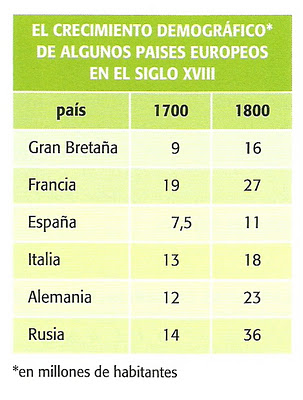 EL CRECIMIENTO DEMOGRÁFICO*
DE ALGUNOS PAISES EUROPEOS
EN EL SIGLO XVIII
país 1700 1800
Gran Bretaña 9 16
Francia 19 27
España 7,5 11
Italia 13 18
Alemania 12 23
Rusia 14 36
*en millones de habitantes